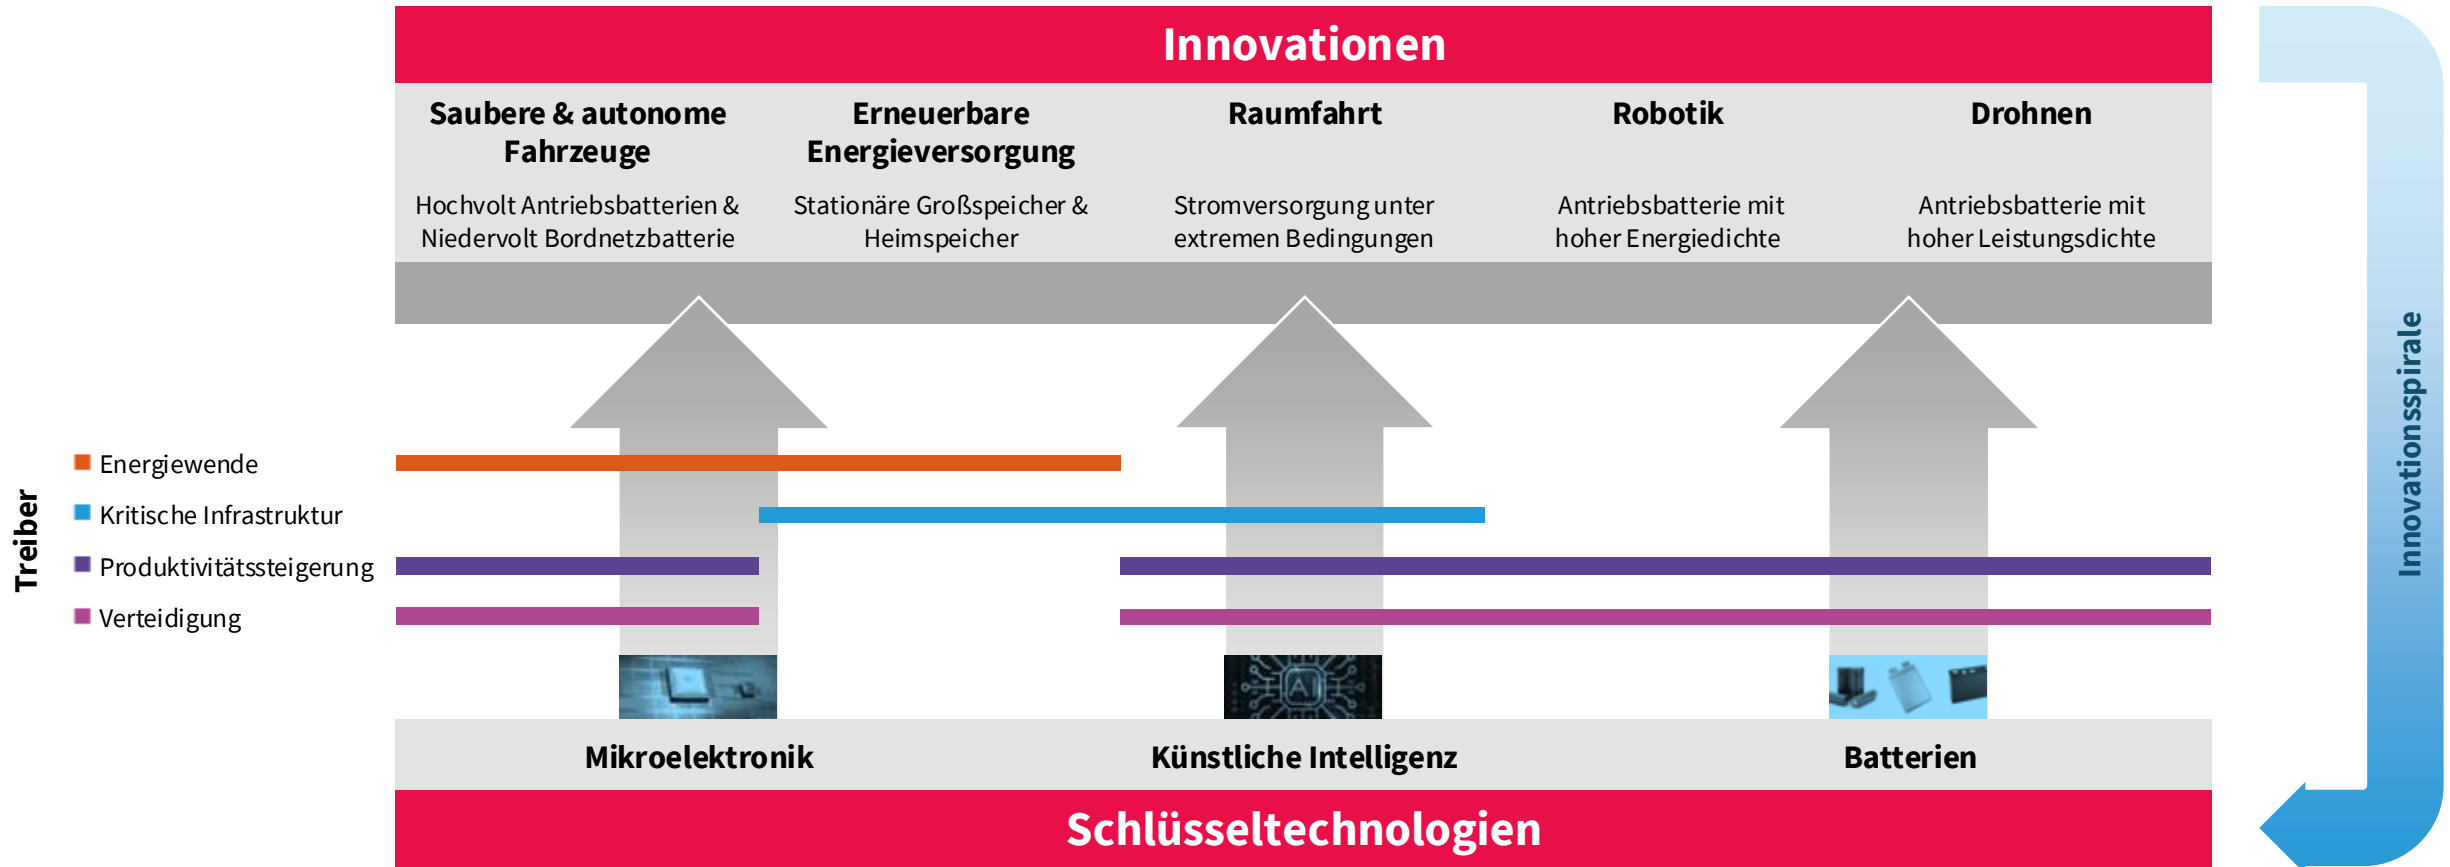 Innovationen
Saubere & autonome
Fahrzeuge
Hochvolt Antriebsbatterien &
Niedervolt Bordnetzbatterie
Erneuerbare
Energieversorgung
Stationäre Großspeicher &
Heimspeicher
Raumfahrt
Stromversorgung unter
extremen Bedingungen
Robotik
Antriebsbatterie mit
hoher Energiedichte
Drohnen
Antriebsbatterie mit
hoher Leistungsdichte
Innovationsspirale
Treiber
Energiewende
Kritische Infrastruktur
Produktivitätssteigerung
Verteidigung
AI
Mikroelektronik
Künstliche Intelligenz
Batterien
Schlüsseltechnologien